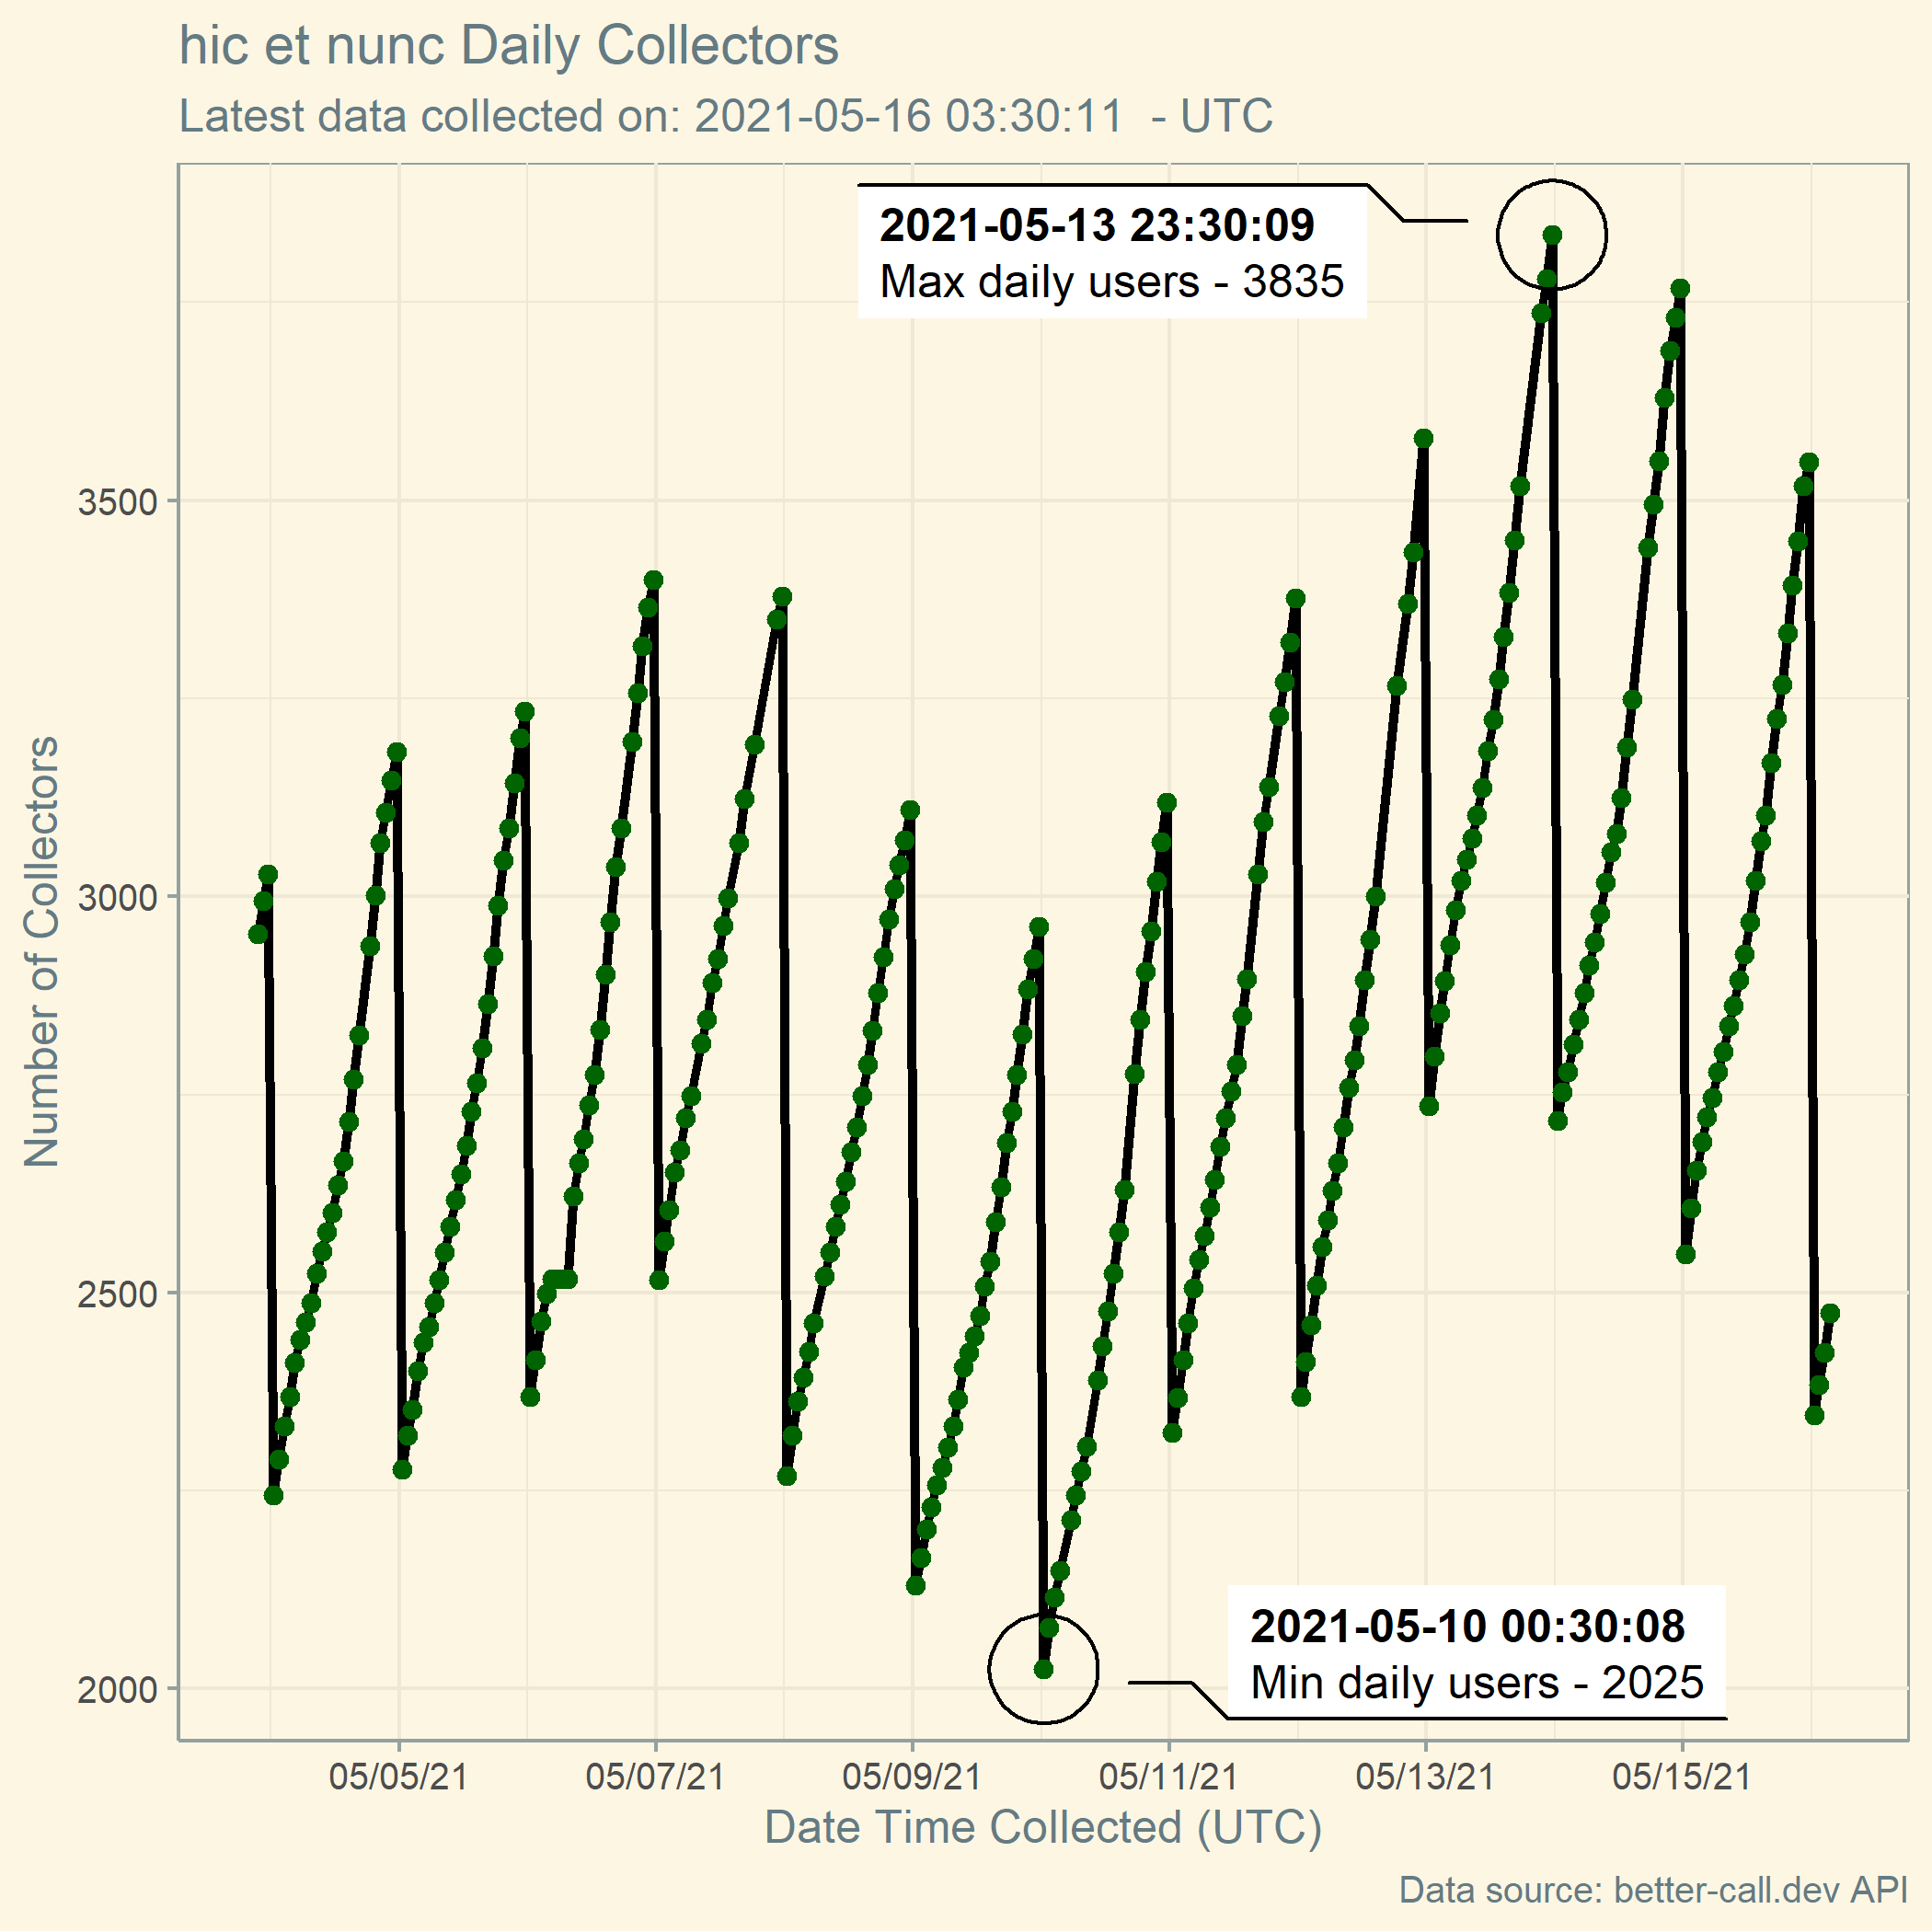 hic et nunc Daily Collectors
Latest data collected on: 2021-05-16 03:30:11  - UTC
2021-05-13 23:30:09
Max daily users - 3835
3500
3000
2500
2000
Number of Collectors
2021-05-10 00:30:08
Min daily users - 2025
05/05/21 05/07/21 05/09/21 05/11/21 05/13/21 05/15/21
Date Time Collected (UTC)
Data source: better-call.dev API